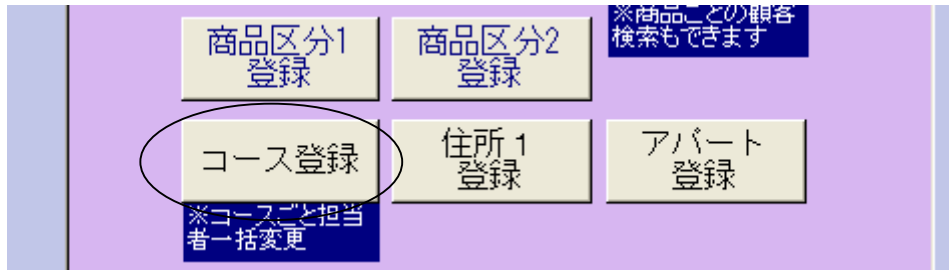 ※商品ごとの顧客
検索もできます
商品区分1
登録
商品区分2
登録
コース登録
住所1
登録
アパート
登録
※コースごと担当
者一括変更